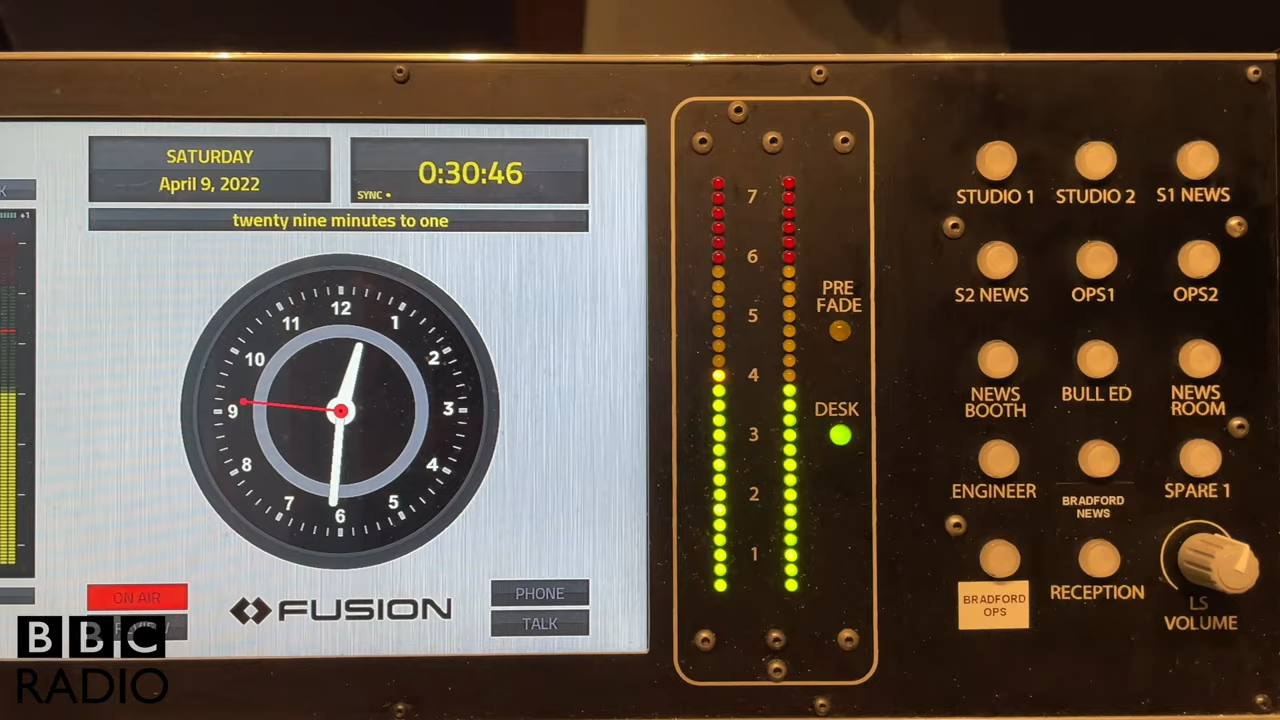 K
+1
SATURDAY
April 9, 2022
0:30:46
SYNC
twenty nine minutes to one
12
1
2
3
4
5
6
7
8
9
10
11
ON AIR
FUSION
PHONE
TALK
7
6
5
4
3
2
1
PRE
FADE
DESK
STUDIO 1
STUDIO 2
S1 NEWS
S2 NEWS
OPS1
OPS2
NEWS
BOOTH
BULL ED
NEWS
ROOM
ENGINEER
BRADFORD
NEWS
SPARE 1
BRADFORD
OPS
RECEPTION
LS
VOLUME
BBC
RADIO